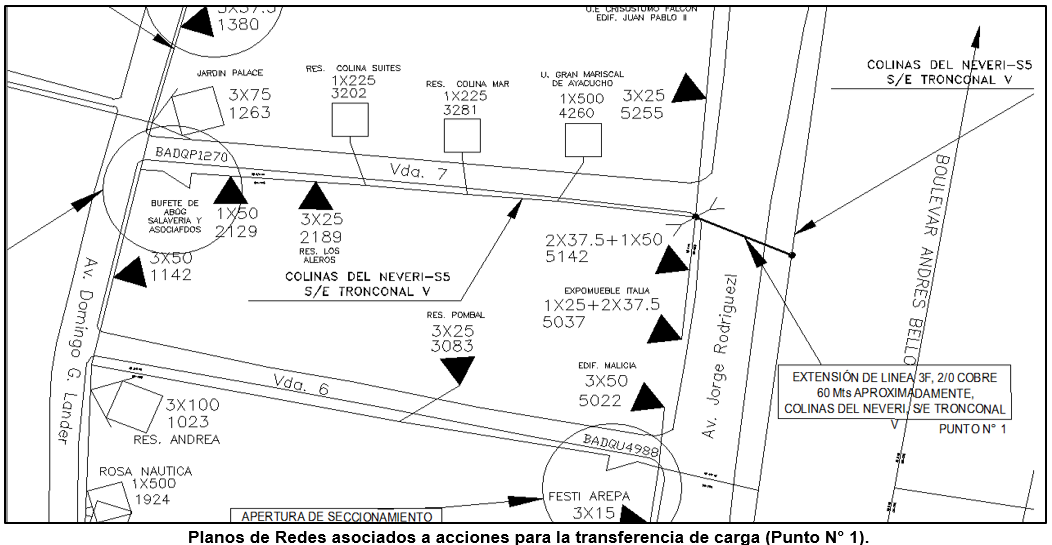 3X37.5
1380
U.E CRISOSTOMO FALCON
EDIF. JUAN PABLO II
COLINAS DEL NEVERI-S5
S/E TRONCONAL V
JARDIN PALACE
3X75
1263
RES. COLINA SUITES
1X225
3202
RES. COLINA MAR
1X225
3281
U. GRAN MARISCAL
DE AYACUCHO
1X500
4260
3X25
5255
BADQP1270
Vda. 7
BUFETE DE
ABOG
SALAVERIA Y
ASOCIAFDOS
1X50
2129
3X25
2189
RES. LOS
ALEROS
3X50
1142
COLINAS DEL NEVERI-S5
S/E TRONCONAL V
2X37.5+1X50
5142
EXPOMUEBLE ITALIA
1X25+2X37.5
5037
RES. POMBAL
3X25
3083
EDIF. MALICIA
3X50
5022
Av. Domingo G. Lander
Av. Jorge Rodriguezl
BOULEVAR ANDRES BELLO
EXTENSIÓN DE LINEA 3F, 2/0 COBRE
60 Mts APROXIMADAMENTE,
COLINAS DEL NEVERI, S/E TRONCONAL
V
PUNTO N° 1
Vda. 6
3X100
1023
RES. ANDREA
BADQU4988
ROSA NAUTICA
1X500
1924
FESTI AREPA
3X15
APERTURA DE SECCIONAMIENTO
Planos de Redes asociados a acciones para la transferencia de carga (Punto N° 1).